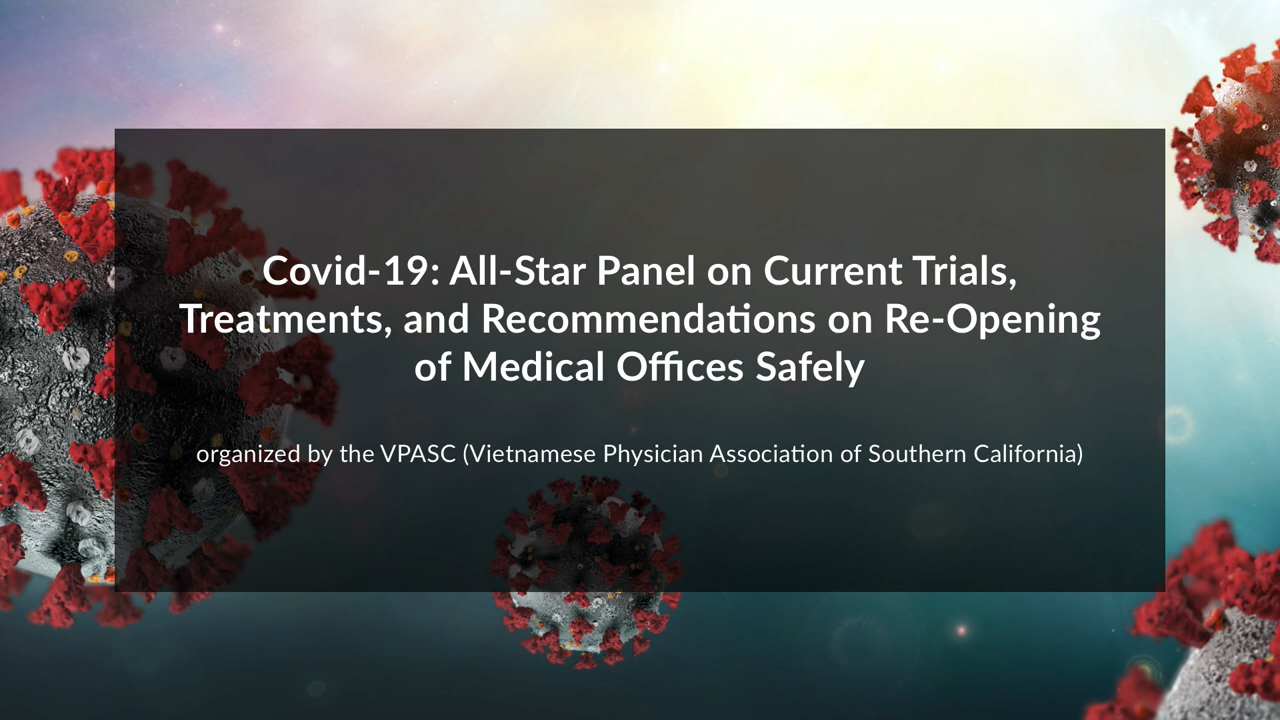 Covid-19: All-Star Panel on Current Trials,
Treatments, and Recommendations on Re-Opening
of Medical Offices Safely
organized by the VPASC (Vietnamese Physician Association of Southern California)